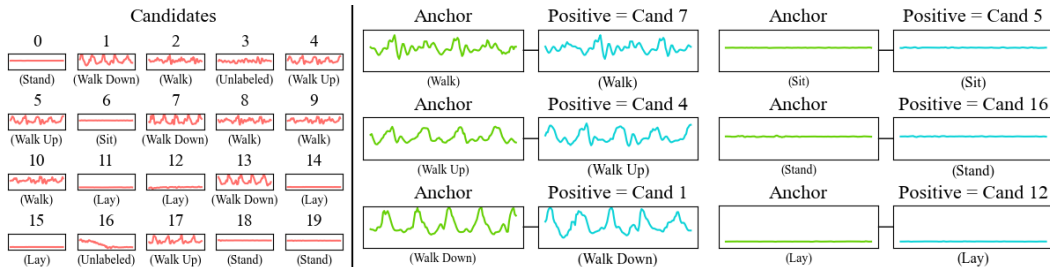 Candidates
0 1 2 3 4
(Stand) (Walk Down) (Walk) (Unlabeled) (Walk Up)
5 6 7 8 9
(Walk Up) (Sit) (Walk Down) (Walk) (Walk)
10 11 12 13 14
(Walk) (Lay) (Lay) (Walk Down) (Lay)
15 16 17 18 19
(Lay) (Unlabeled) (Walk Up) (Stand) (Stand)
Anchor Positive = Cand 7 Anchor Positive = Cand 5
(Walk) (Walk) (Sit) (Sit)
Anchor Positive = Cand 4 Anchor Positive = Cand 16
(Walk Up) (Walk Up) (Stand) (Stand)
Anchor Positive = Cand 1 Anchor Positive = Cand 12
(Walk Down) (Walk Down) (Lay) (Lay)